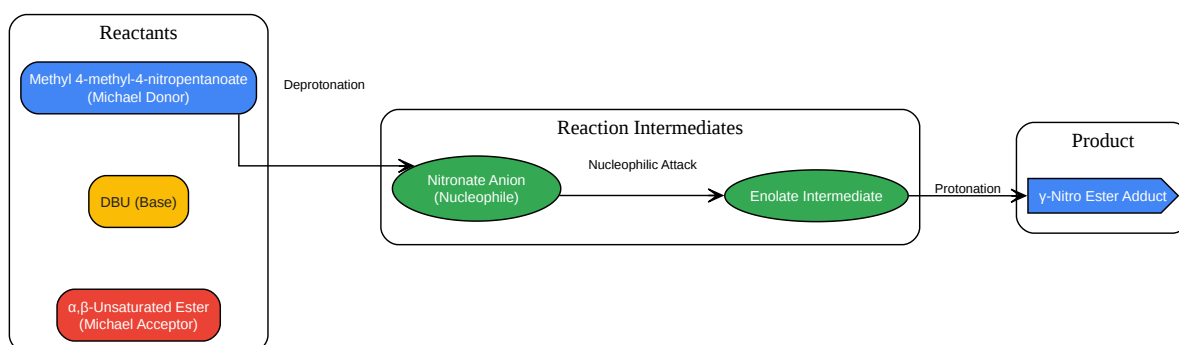 Reactants
Methyl 4-methyl-4-nitropentanoate
(Michael Donor)
Deprotonation
DBU (Base)
α,β-Unsaturated Ester
(Michael Acceptor)
Reaction Intermediates
Nitronate Anion
(Nucleophile)
Nucleophilic Attack
Enolate Intermediate
Protonation
Product
γ-Nitro Ester Adduct